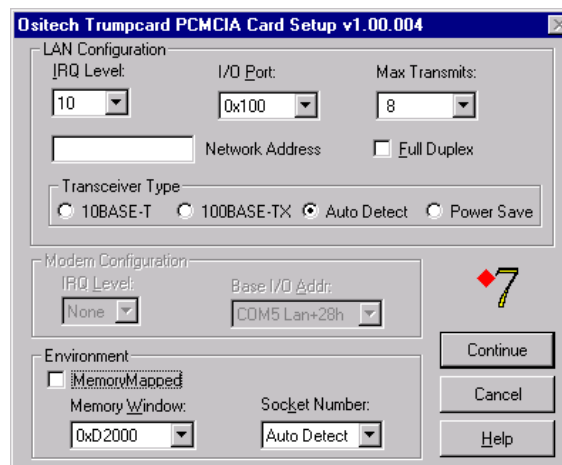 Ositech Trumpcard PCMCIA Card Setup v1.00.004
LAN Configuration
IRQ Level: I/O Port: Max Transmits:
10 0x100 8
Network Address Full Duplex
Transceiver Type
10BASE-T 100BASE-TX Auto Detect Power Save
Modem Configuration
IRQ Level: Base I/O Addr:
None COM5 Lan+28h
7
Environment
MemoryMapped
Memory Window: Socket Number:
0xD2000 Auto Detect
Continue
Cancel
Help